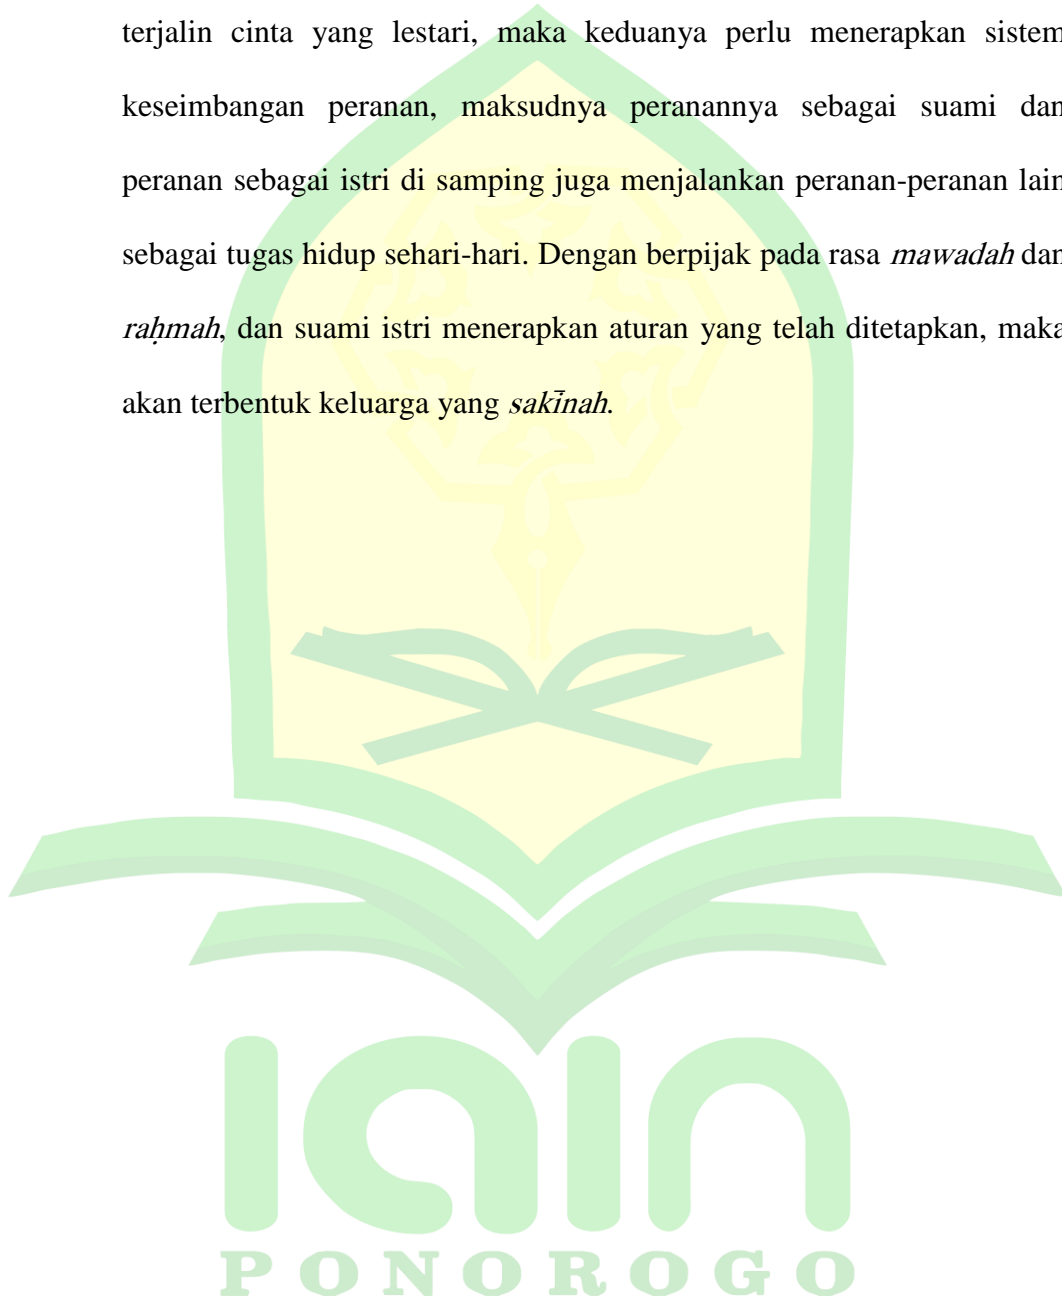 terjalin cinta yang lestari, maka keduanya perlu menerapkan sistem
keseimbangan peranan, maksudnya peranannya sebagai suami dan
peranan sebagai istri di samping juga menjalankan peranan-peranan lain
sebagai tugas hidup sehari-hari. Dengan berpijak pada rasa mawadah dan
raḥmah, dan suami istri menerapkan aturan yang telah ditetapkan, maka
akan terbentuk keluarga yang sakīnah.
iain
PONOROGO